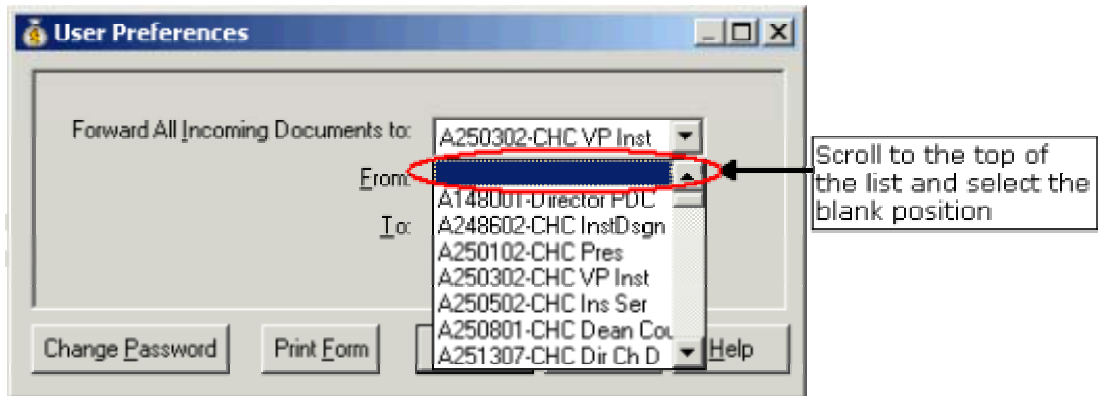 User Preferences
Forward All Incoming Documents to:
A250302-CHC VP Inst
From:
A148001-Director PDC
To:
A248602-CHC InstDsgn
A250102-CHC Pres
A250302-CHC VP Inst
A250502-CHC Ins Ser
A250801-CHC Dean Cou
A251307-CHC Dir Ch D
Change Password
Print Form
Help
Scroll to the top of
the list and select the
blank position